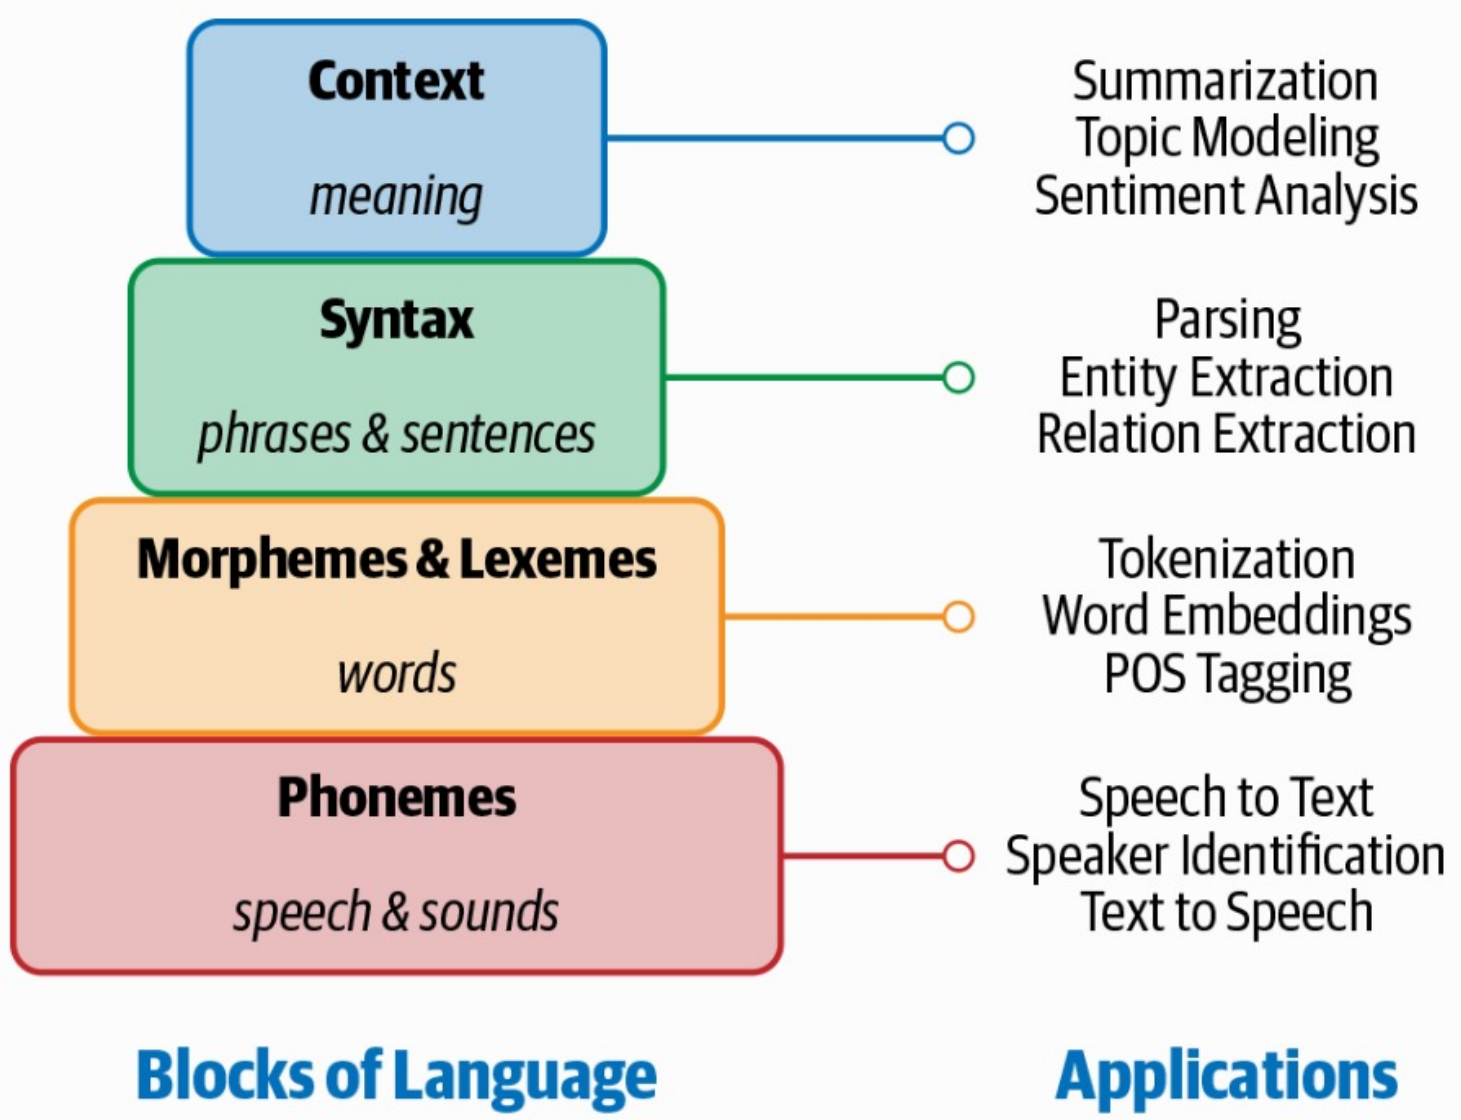 Context
meaning
Summarization
Topic Modeling
Sentiment Analysis
Syntax
phrases & sentences
Parsing
Entity Extraction
Relation Extraction
Morphemes & Lexemes
words
Tokenization
Word Embeddings
POS Tagging
Phonemes
speech & sounds
Speech to Text
Speaker Identification
Text to Speech
Blocks of Language
Applications